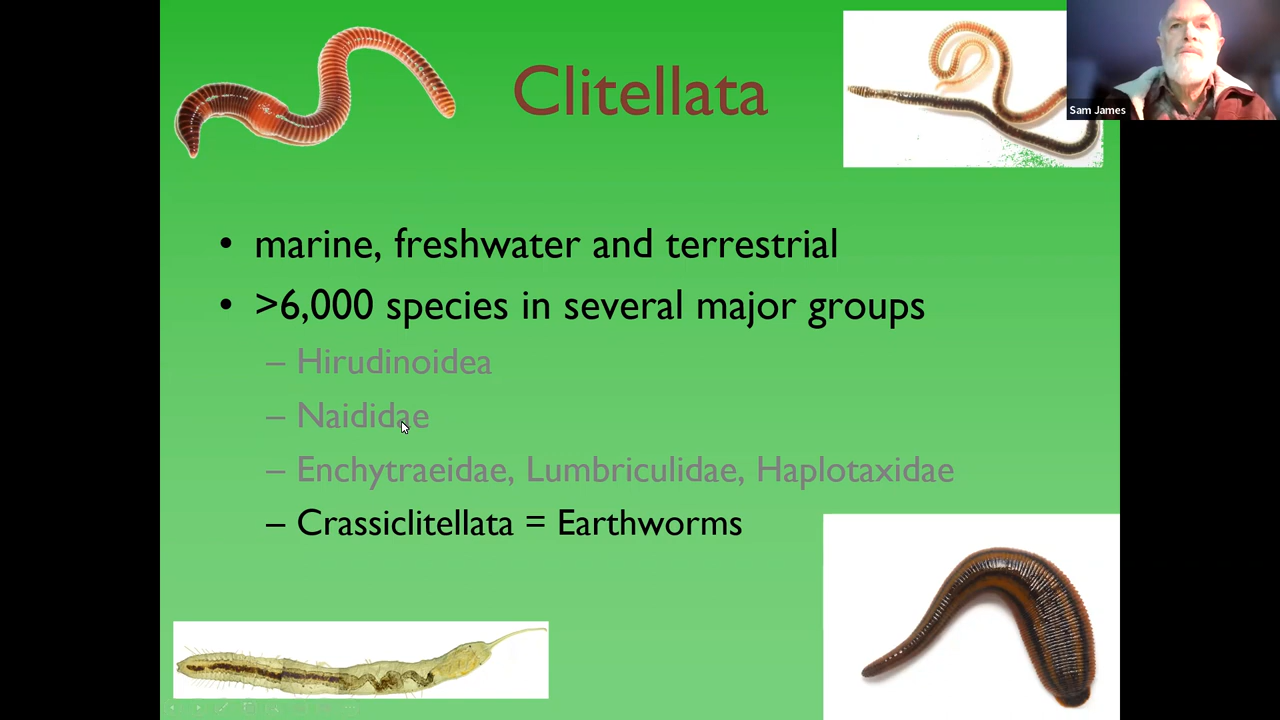 Clitellata
Sam James
• marine, freshwater and terrestrial
• >6,000 species in several major groups
– Hirudinoidea
– Naididae
– Enchytraeidae, Lumbriculidae, Haplotaxidae
– Crassiclitellata = Earthworms